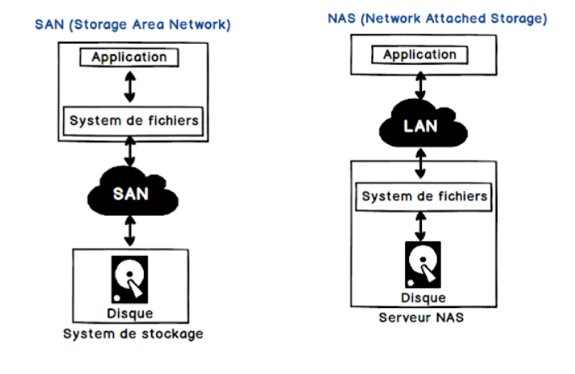 SAN (Storage Area Network)
Application
System de fichiers
SAN
Disque
System de stockage
NAS (Network Attached Storage)
Application
LAN
System de fichiers
Disque
Serveur NAS